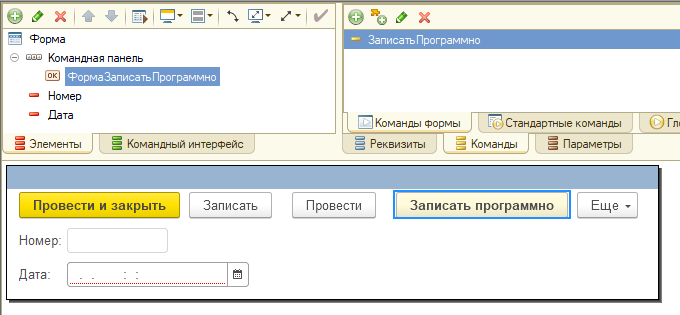 Форма
Командная панель
OK ФормаЗаписатьПрограммно
Номер
Дата
Элементы Командный интерфейс
ЗаписатьПрограммно
Команды формы Стандартные команды Гло
Реквизиты Команды Параметры
Провести и закрыть Записать Провести Записать программно Еще
Номер:
Дата: . . : :